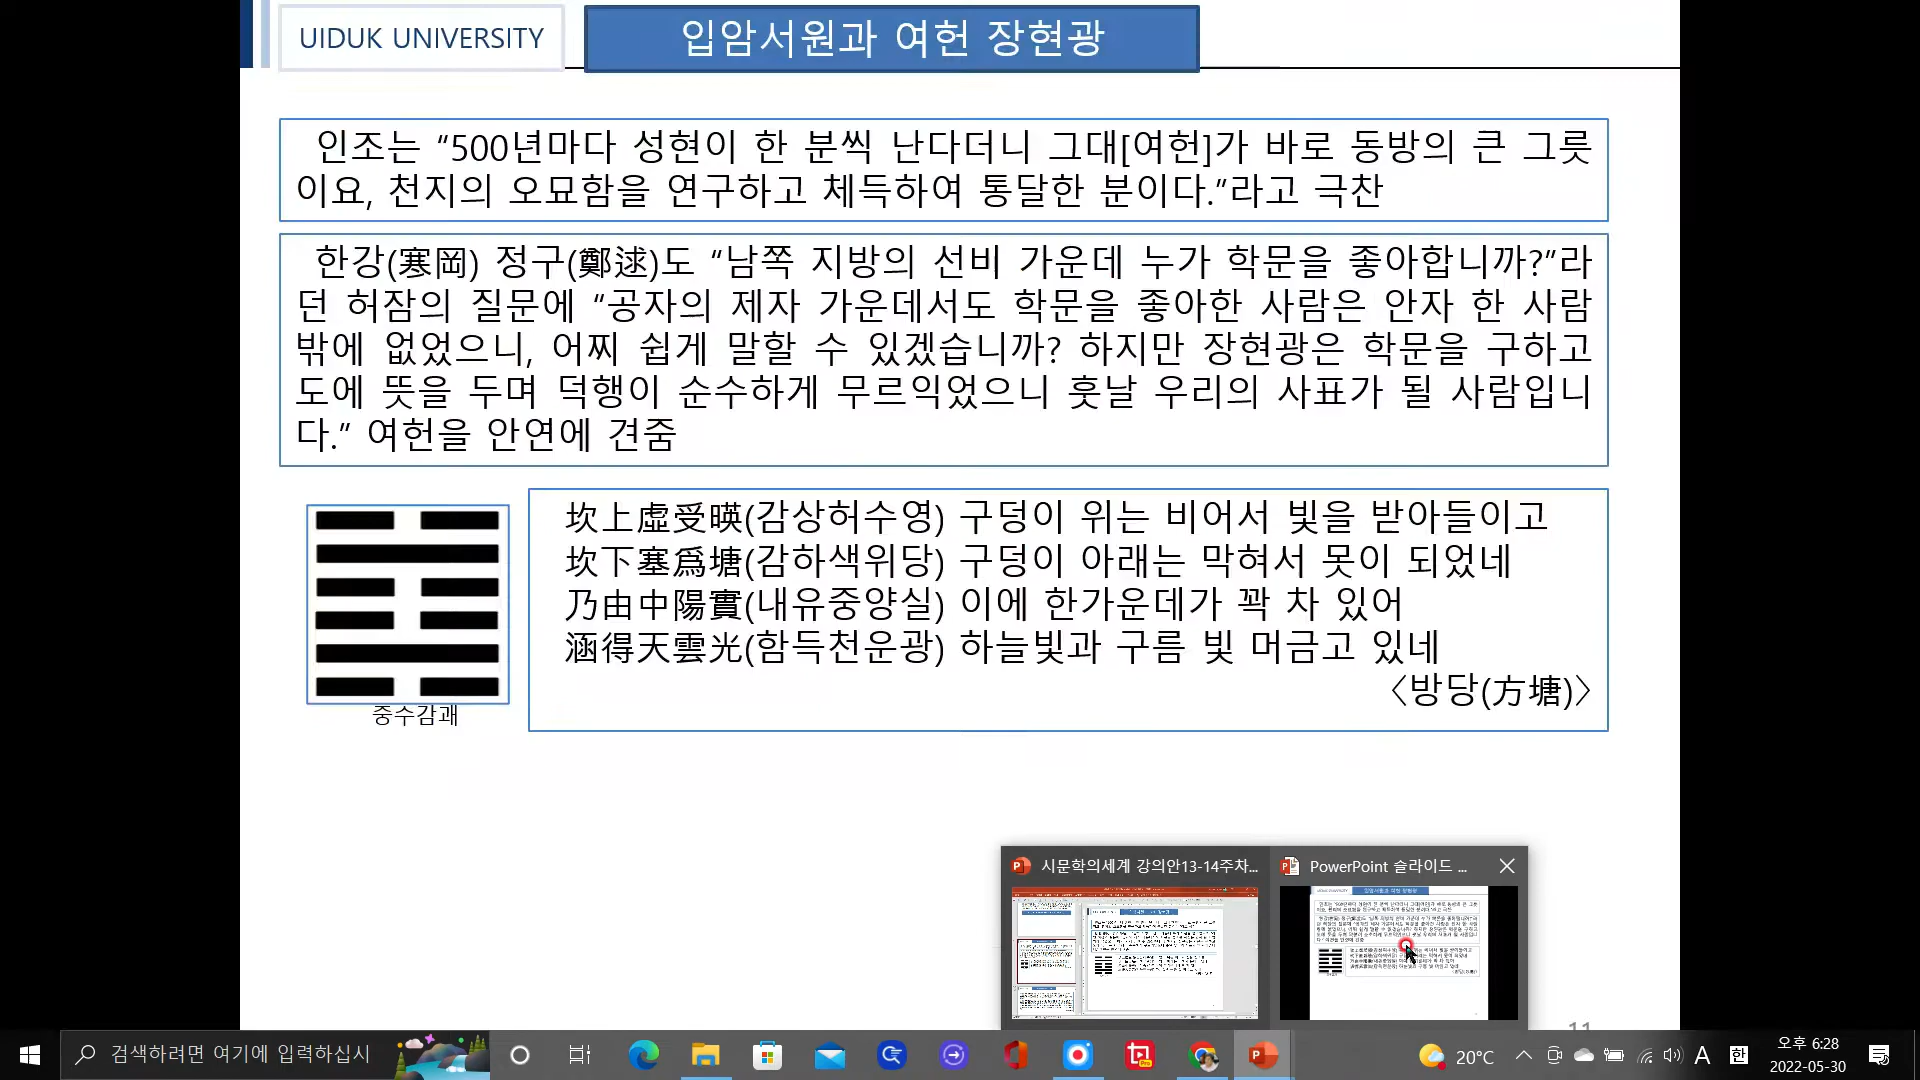 UIDUK UNIVERSITY
입암서원과 여헌 장현광
인조는 “500년마다 성현이 한 분씩 난다더니 그대[여헌]가 바로 동방의 큰 그릇
이요, 천지의 오묘함을 연구하고 체득하여 통달한 분이다.”라고 극찬
한강(寒岡) 정구(鄭逑)도 “남쪽 지방의 선비 가운데 누가 학문을 좋아합니까?”라
던 허잠의 질문에 “공자의 제자 가운데서도 학문을 좋아한 사람은 안자 한 사람
밖에 없었으니, 어찌 쉽게 말할 수 있겠습니까? 하지만 장현광은 학문을 구하고
도에 뜻을 두며 덕행이 순수하게 무르익었으니 훗날 우리의 사표가 될 사람입니
다.” 여헌을 안연에 견줌
坎上虛受暎(감상허수영) 구덩이 위는 비어서 빛을 받아들이고
坎下塞爲塘(감하색위당) 구덩이 아래는 막혀서 못이 되었네
乃由中陽實(내유중양실) 이에 한가운데가 꽉 차 있어
涵得天雲光(함득천운광) 하늘빛과 구름 빛 머금고 있네
〈방당(方塘)〉
중수감괘
시문학의세계 강의안13-14주차...
PowerPoint 슬라이드 ...
11
검색하려면 여기에 입력하십시
20°C
A
한
오후 6:28
2022-05-30